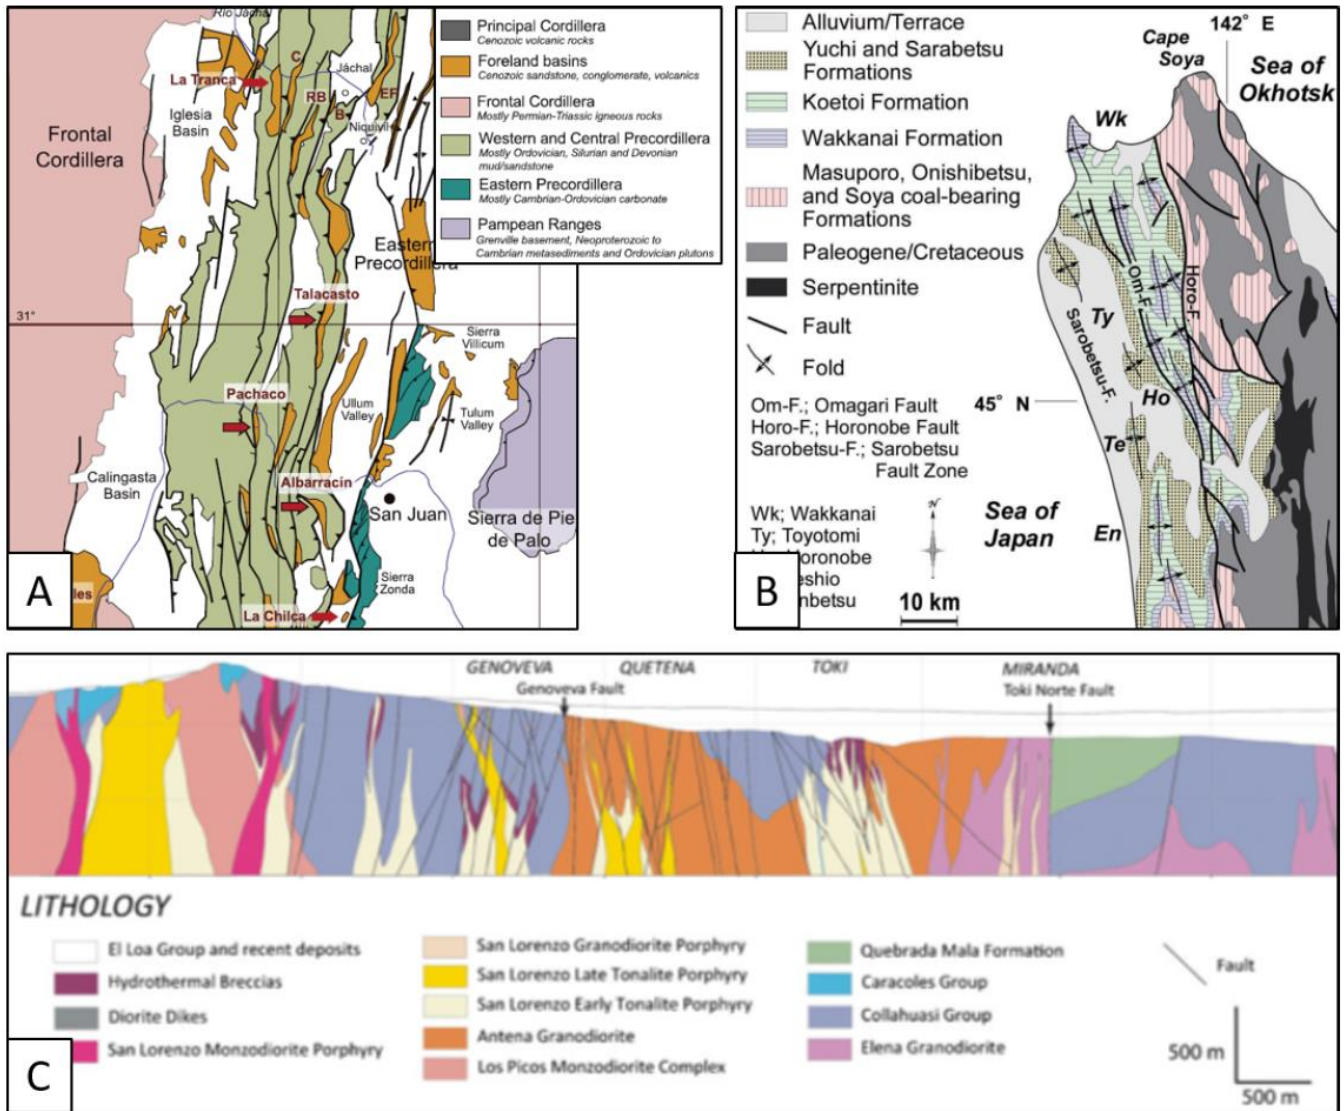 Río Jáchal
La Tranca
C
Jáchal
RB
EF
B
Niquivil
Iglesia
Basin
Frontal
Cordillera
Eastern
Precordillera
Talacasto
31°
Sierra
Villicum
Pachaco
Ullum
Valley
Tulum
Valley
Calingasta
Basin
Albarracín
San Juan
Sierra de Pie
de Palo
Sierra
Zonda
La Chilca
les
A
Principal Cordillera
Cenozoic volcanic rocks
Foreland basins
Cenozoic sandstone, conglomerate, volcanics
Frontal Cordillera
Mostly Permian-Triassic igneous rocks
Western and Central Precordillera
Mostly Ordovician, Silurian and Devonian
mud/sandstone
Eastern Precordillera
Mostly Cambrian-Ordovician carbonate
Pampean Ranges
Grenville basement, Neoproterozoic to
Cambrian metasediments and Ordovician plutons
Alluvium/Terrace
Yuchi and Sarabetsu
Formations
Koetoi Formation
Wakkanai Formation
Masuporo, Onishibetsu,
and Soya coal-bearing
Formations
Paleogene/Cretaceous
Serpentinite
Fault
Fold
Om-F.; Omagari Fault
Horo-F.; Horonobe Fault
Sarobetsu-F.; Sarobetsu
Fault Zone
Wk; Wakkanai
Ty; Toyotomi
oronobe
eshio
nbetsu
B
N
10 km
142° E
Cape
Soya
Sea of
Okhotsk
Wk
Om-F.
Horo-F.
Ty
Sarobetsu-F.
45° N
Ho
Te
En
Sea of
Japan
GENOVEVA
QUETENA
TOKI
MIRANDA
Genoveva Fault
Toki Norte Fault
LITHOLOGY
El Loa Group and recent deposits
Hydrothermal Breccias
Diorite Dikes
San Lorenzo Monzodiorite Porphyry
San Lorenzo Granodiorite Porphyry
San Lorenzo Late Tonalite Porphyry
San Lorenzo Early Tonalite Porphyry
Antena Granodiorite
Los Picos Monzodiorite Complex
Quebrada Mala Formation
Caracoles Group
Collahuasi Group
Elena Granodiorite
Fault
500 m
500 m
C